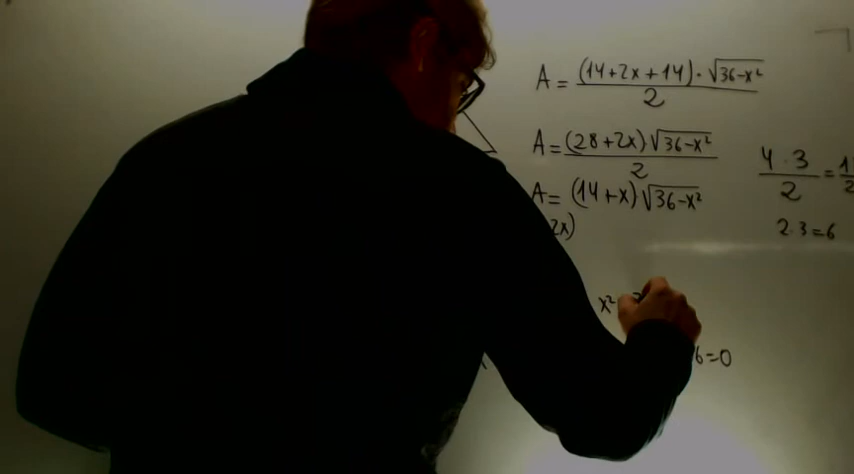 A = (14+2x+14)·√36-x² / 2
A = (28+2x)√36-x² / 2
A = (14+x)√36-x²
2x)
4·3 / 2 = 1 / 2
2·3=6
x²
6=0